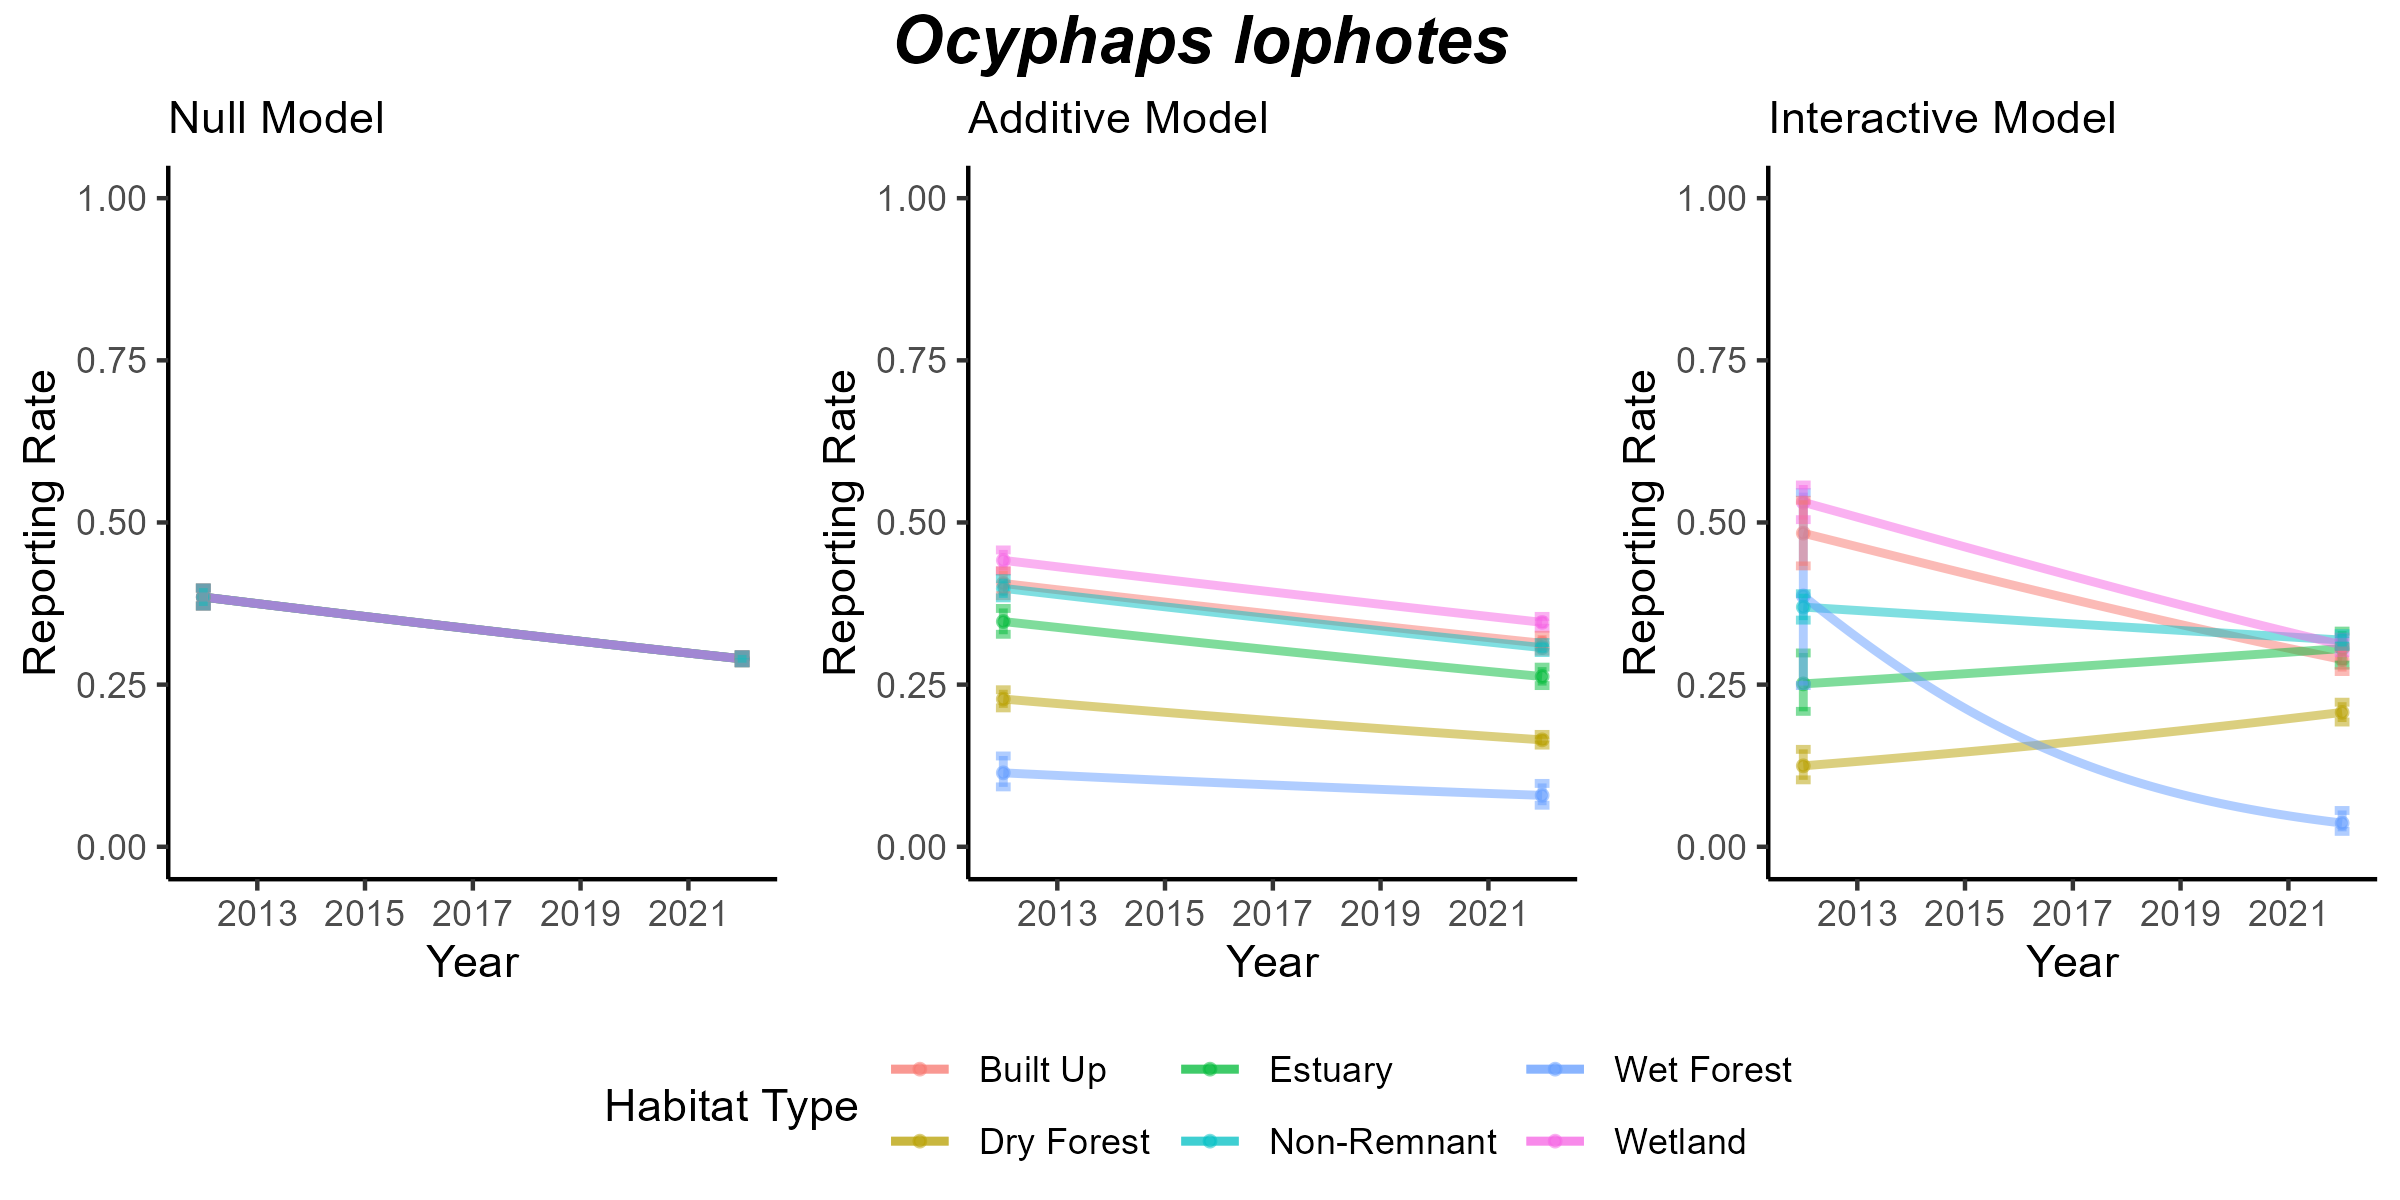 Ocyphaps lophotes
Null Model
Additive Model
Interactive Model
Reporting Rate
1.00
0.75
0.50
0.25
0.00
2013 2015 2017 2019 2021
Year
Reporting Rate
1.00
0.75
0.50
0.25
0.00
2013 2015 2017 2019 2021
Year
Reporting Rate
1.00
0.75
0.50
0.25
0.00
2013 2015 2017 2019 2021
Year
Habitat Type
Built Up
Estuary
Wet Forest
Dry Forest
Non-Remnant
Wetland